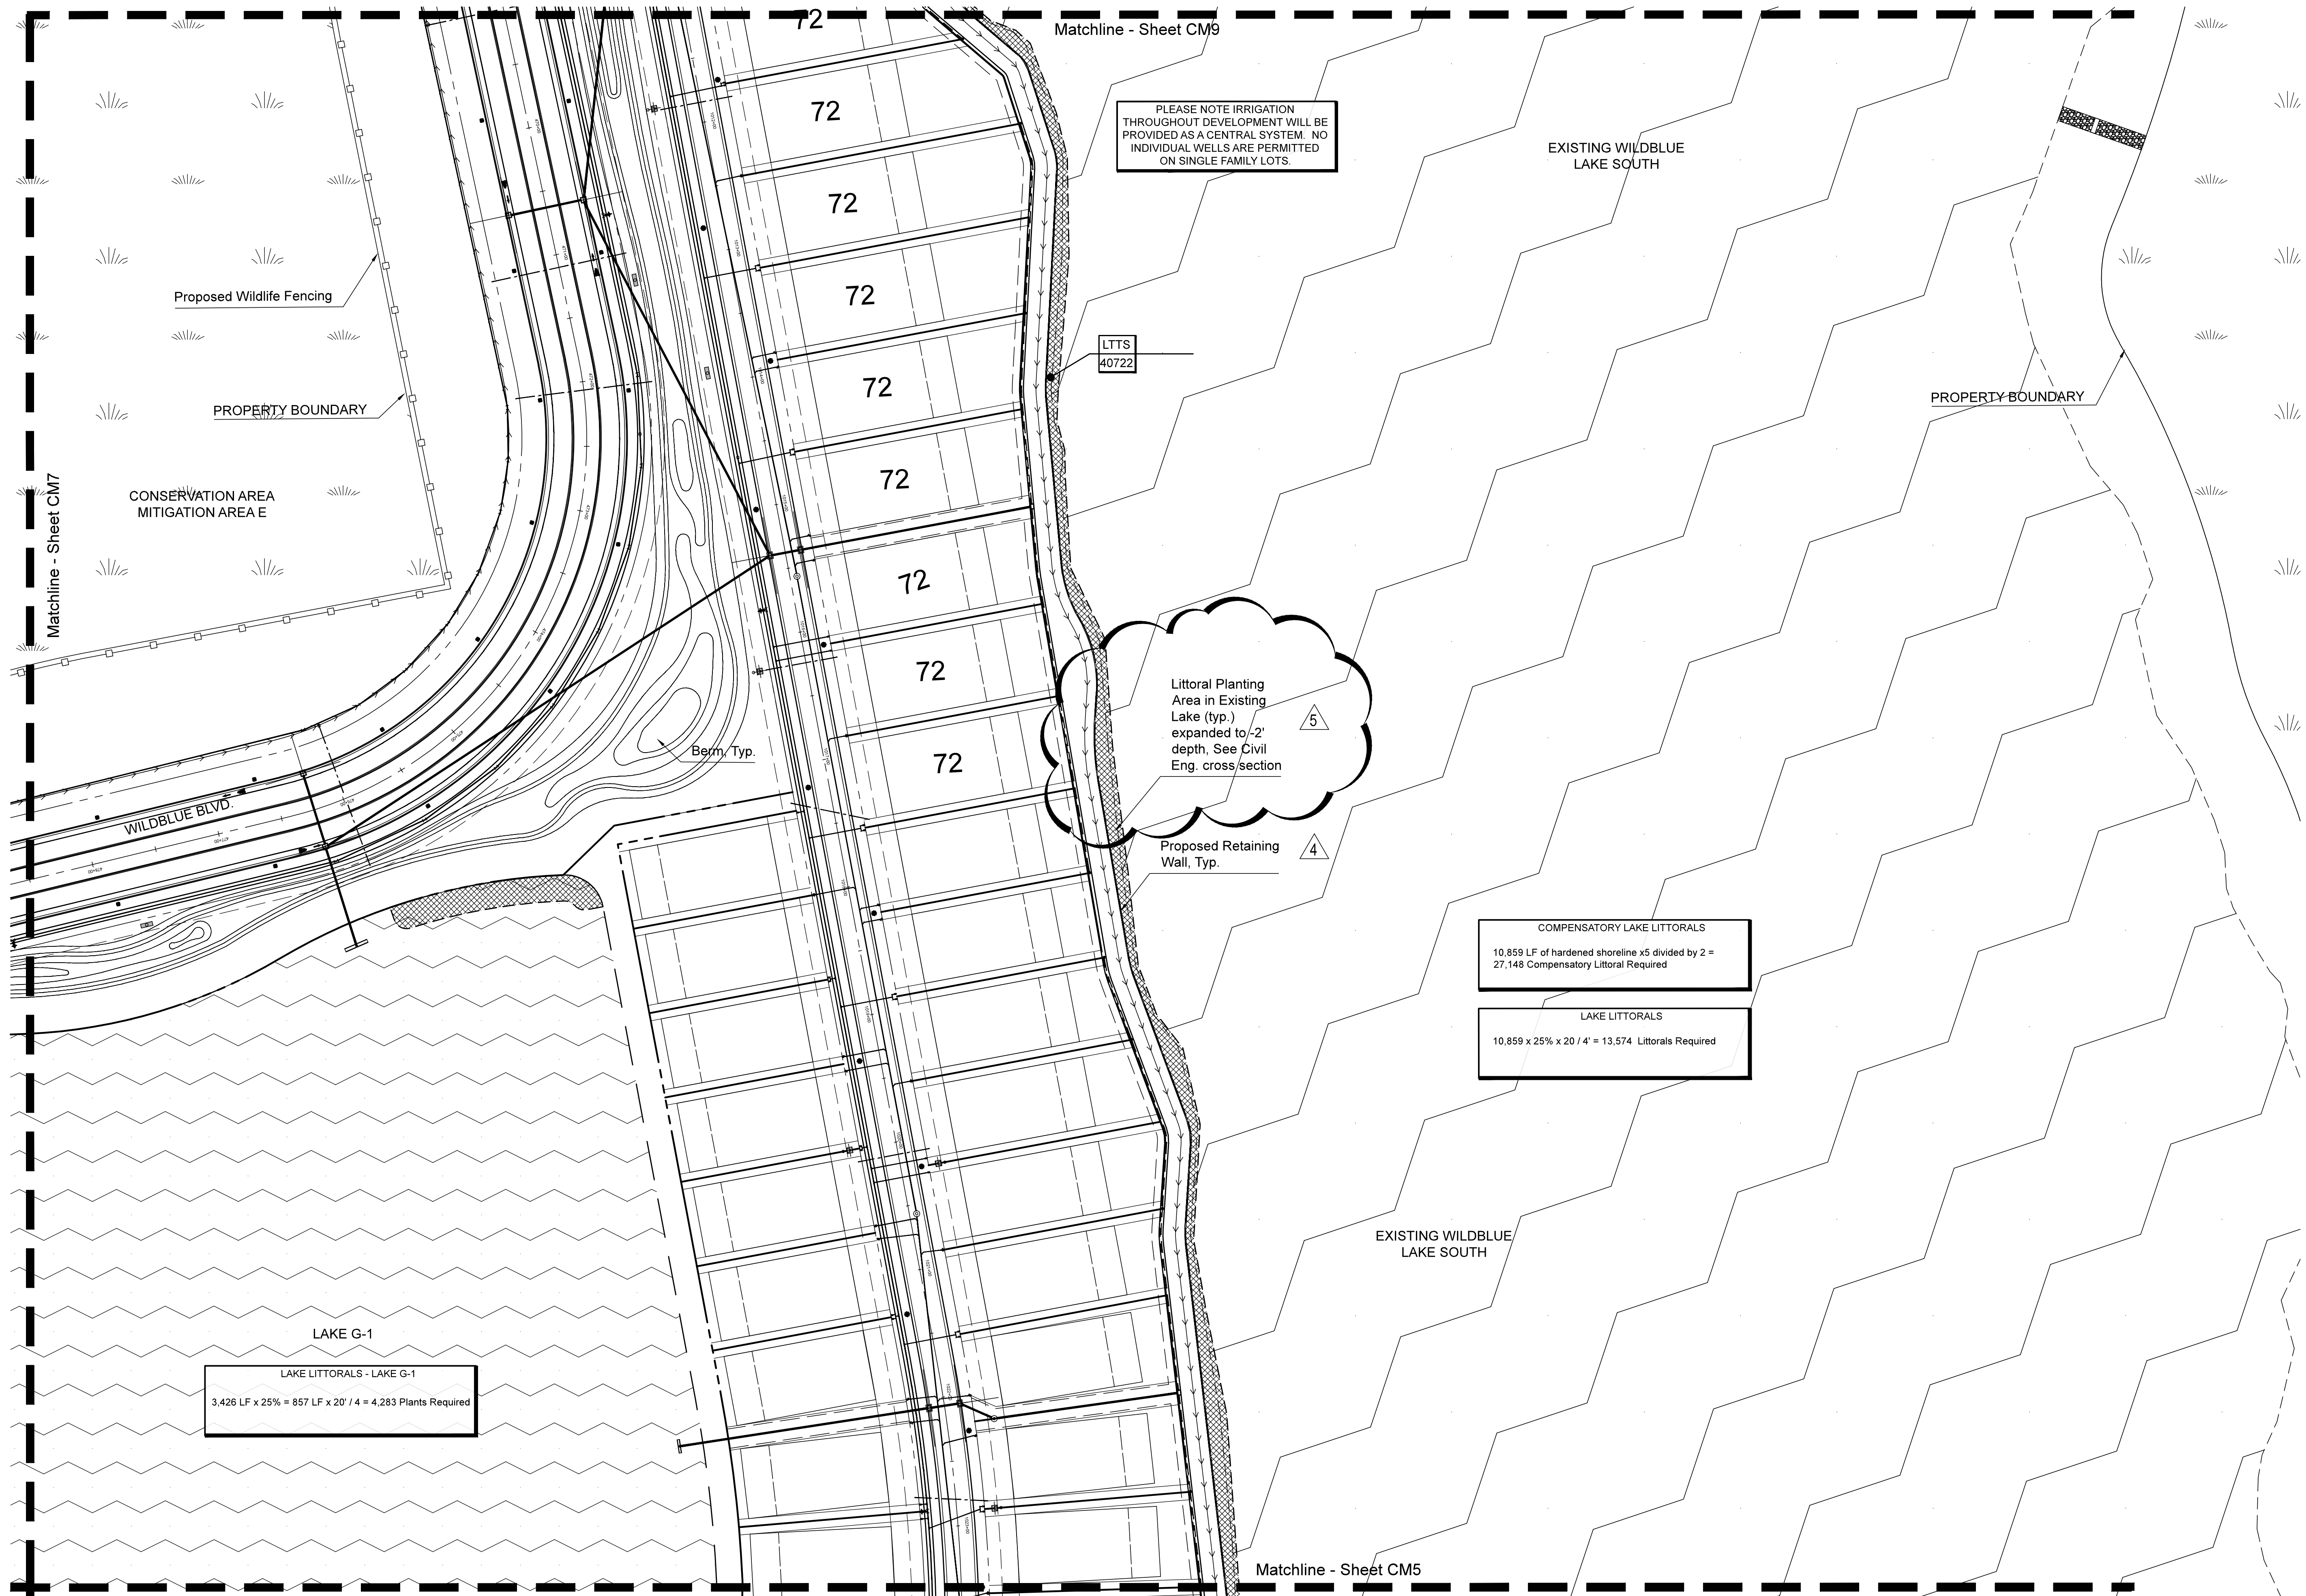 72
Matchline - Sheet CM9
72
PLEASE NOTE IRRIGATION
THROUGHOUT DEVELOPMENT WILL BE
PROVIDED AS A CENTRAL SYSTEM. NO
INDIVIDUAL WELLS ARE PERMITTED
ON SINGLE FAMILY LOTS.
EXISTING WILDBLUE
LAKE SOUTH
72
Proposed Wildlife Fencing
72
LTTS
40722
72
PROPERTY BOUNDARY
PROPERTY BOUNDARY
Matchline - Sheet CM7
CONSERVATION AREA
MITIGATION AREA E
72
72
72
Littoral Planting
Area in Existing
Lake (typ.)
expanded to -2'
depth, See Civil
Eng. cross section
5
Berm, Typ.
72
WILDBLUE BLVD.
Proposed Retaining
Wall, Typ.
4
COMPENSATORY LAKE LITTORALS
10,859 LF of hardened shoreline x5 divided by 2 =
27,148 Compensatory Littoral Required
LAKE LITTORALS
10,859 x 25% x 20 / 4' = 13,574 Littorals Required
EXISTING WILDBLUE
LAKE SOUTH
LAKE G-1
LAKE LITTORALS - LAKE G-1
3,426 LF x 25% = 857 LF x 20' / 4 = 4,283 Plants Required
Matchline - Sheet CM5